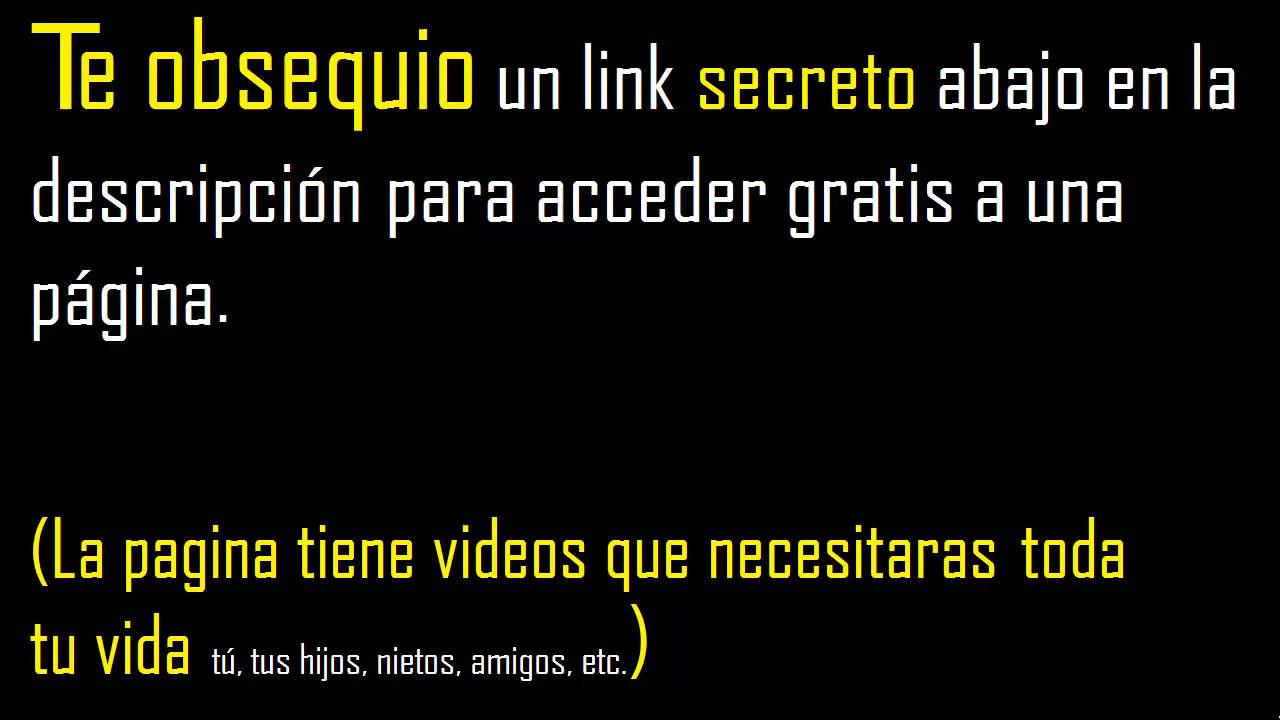 Te obsequio un link secreto abajo en la
descripción para acceder gratis a una
página.
(La pagina tiene videos que necesitaras toda
tu vida tú, tus hijos, nietos, amigos, etc.)